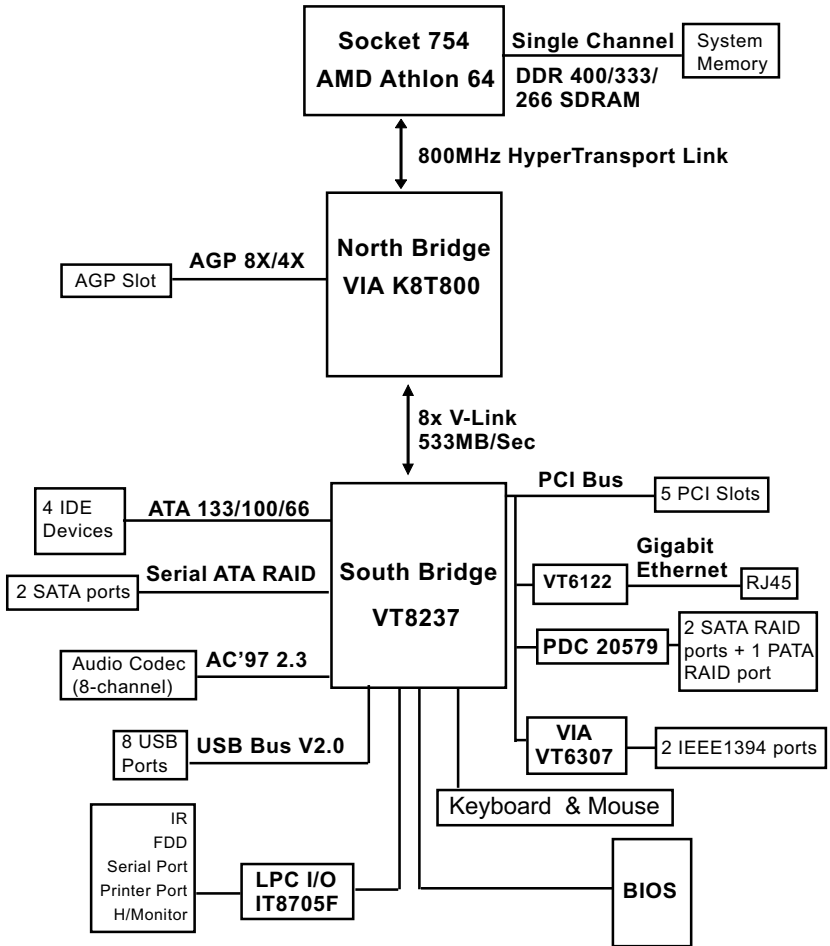 Socket 754
AMD Athlon 64
Single Channel
DDR 400/333/
266 SDRAM
System
Memory
800MHz HyperTransport Link
North Bridge
VIA K8T800
AGP 8X/4X
AGP Slot
8x V-Link
533MB/Sec
South Bridge
VT8237
4 IDE
Devices
ATA 133/100/66
2 SATA ports
Serial ATA RAID
Audio Codec
(8-channel)
AC’97 2.3
8 USB
Ports
USB Bus V2.0
IR
FDD
Serial Port
Printer Port
H/Monitor
LPC I/O
IT8705F
PCI Bus
5 PCI Slots
VT6122
Gigabit
Ethernet
RJ45
PDC 20579
2 SATA RAID
ports + 1 PATA
RAID port
VIA
VT6307
2 IEEE1394 ports
Keyboard & Mouse
BIOS